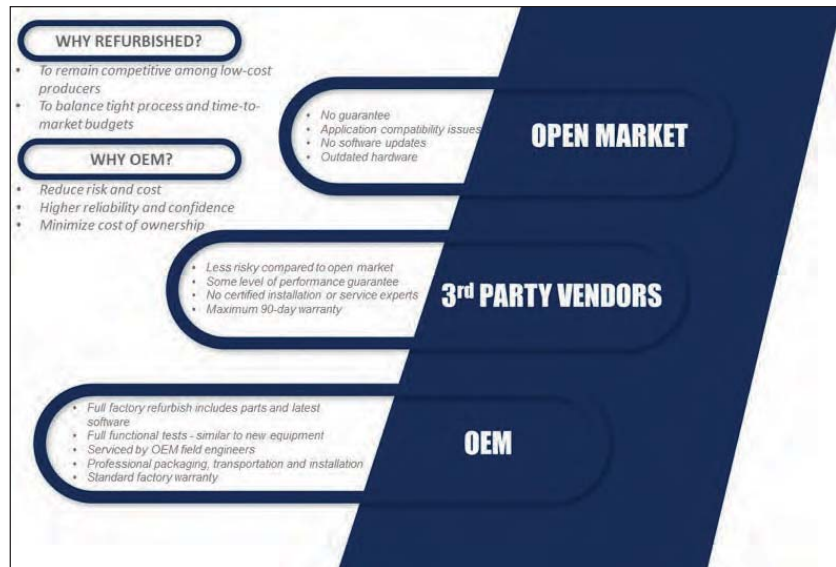 WHY REFURBISHED?
• To remain competitive among low-cost
producers
• To balance tight process and time-to-
market budgets
WHY OEM?
• Reduce risk and cost
• Higher reliability and confidence
• Minimize cost of ownership
• No guarantee
• Application compatibility issues
• No software updates
• Outdated hardware
OPEN MARKET
• Less risky compared to open market
• Some level of performance guarantee
• No certified installation or service experts
• Maximum 90-day warranty
3rd PARTY VENDORS
• Full factory refurbish includes parts and latest
software
• Full functional tests - similar to new equipment
• Serviced by OEM field engineers
• Professional packaging, transportation and installation
• Standard factory warranty
OEM